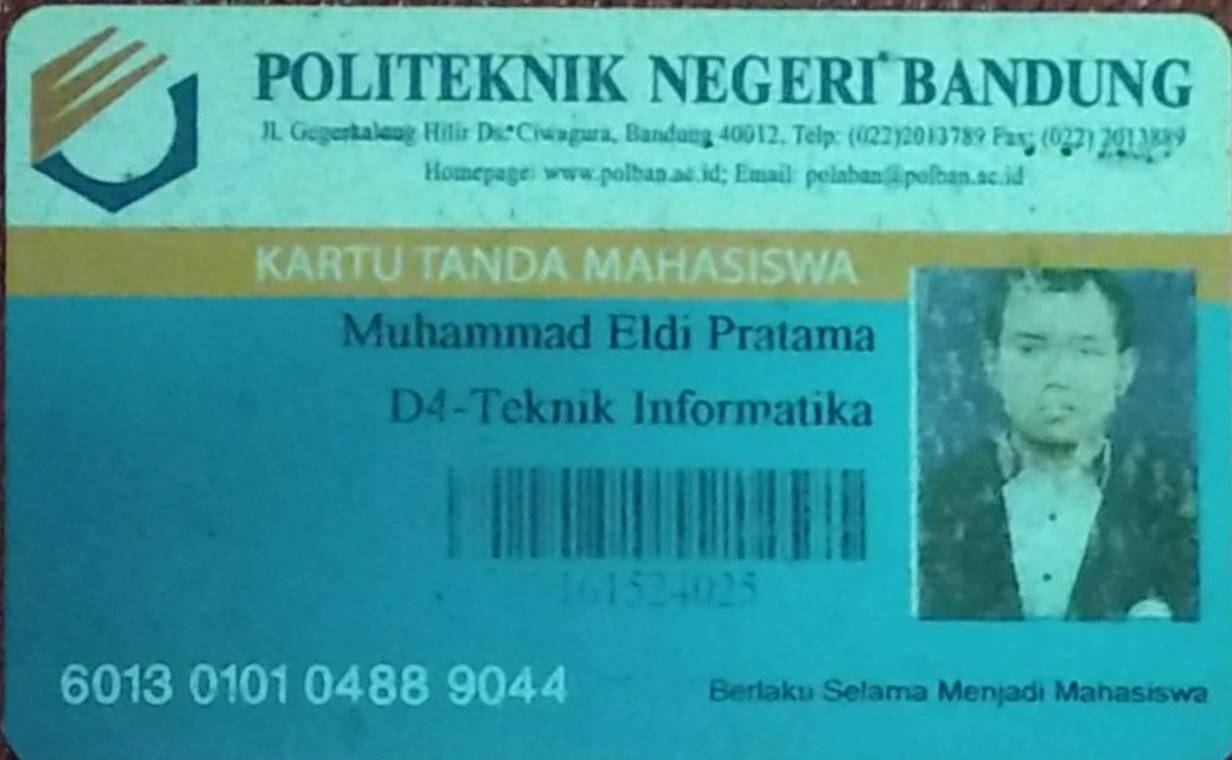 POLITEKNIK NEGERI BANDUNG
Jl. Gegerkalong Hilir Ds. Ciwagura, Bandung 40012, Telp: (022)2013789 Fax: (022) 2013889
Homepage: www.polban.ac.id; Email: polaban@polban.ac.id
KARTU TANDA MAHASISWA
Muhammad Eldi Pratama
D4-Teknik Informatika
161524025
6013 0101 0488 9044
Berlaku Selama Menjadi Mahasiswa